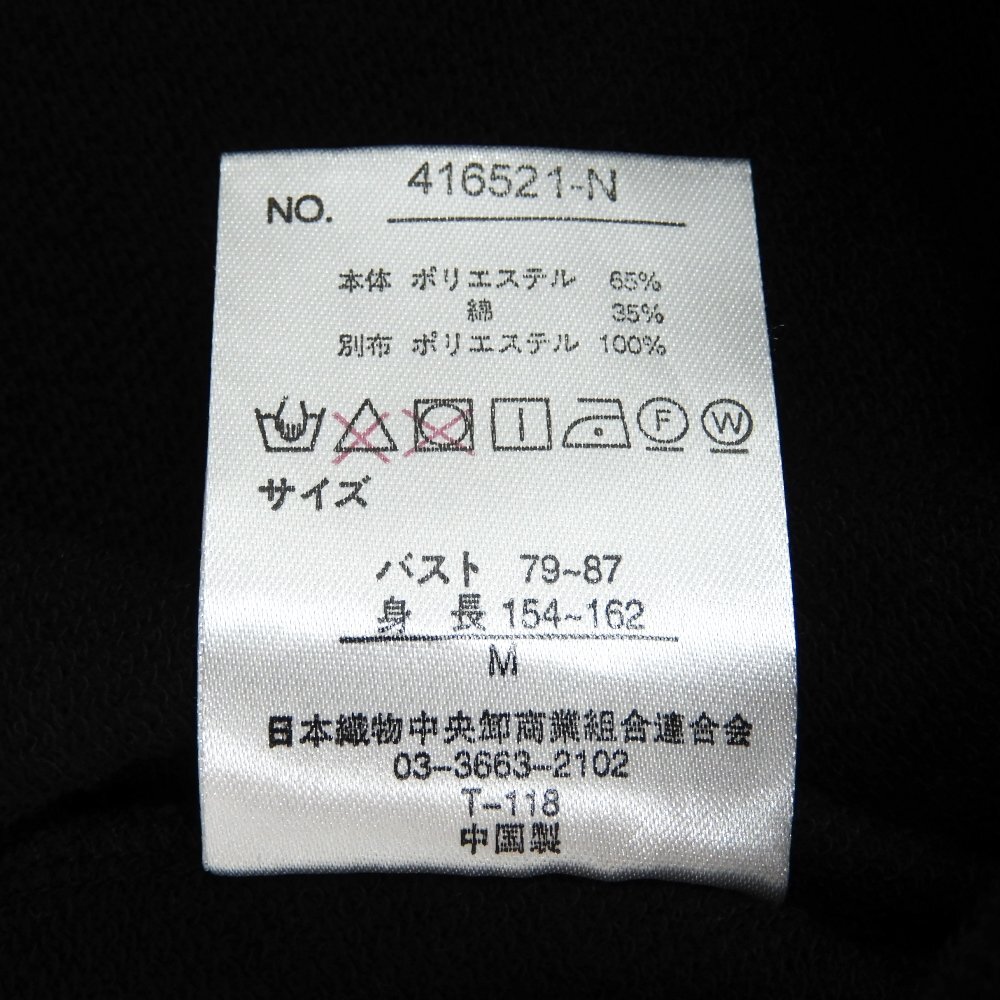 NO. 416521-N
本体 ポリエステル 65%
綿 35%
別布 ポリエステル 100%
F W
サイズ
バスト 79~87
身 長 154~162
M
日本織物中央卸商業組合連合会
03-3663-2102
T-118
中国製